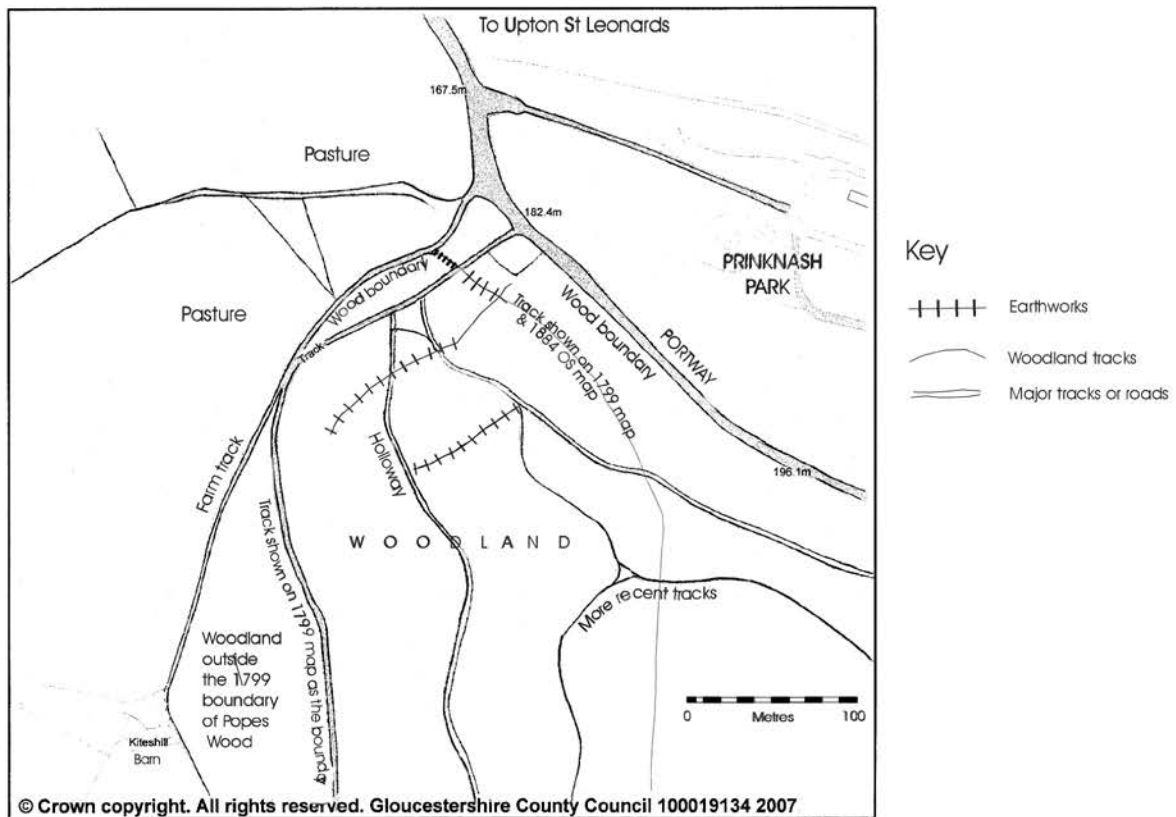 To Upton St Leonards
167.5m
Pasture
182.4m
PRINKNASH
PARK
Wood boundary
Pasture
Track
Track shown on 1799 map
& 1884 OS map
Wood boundary
PORTWAY
196.1m
Farm track
Holloway
Track shown on 1799 map as the boundary
WOODLAND
More recent tracks
Woodland
outside
the 1799
boundary
of Popes
Wood
Kiteshill
Barn
0 Metres 100
© Crown copyright. All rights reserved. Gloucestershire County Council 100019134 2007
Key
Earthworks
Woodland tracks
Major tracks or roads